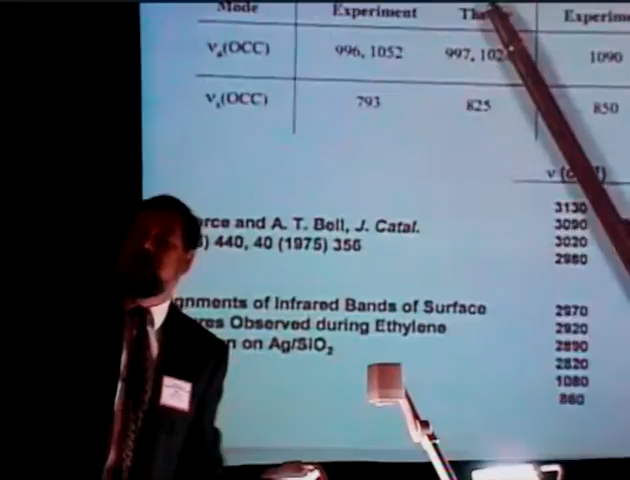 Mode Experiment Experime
νa(OCC) 996, 1052 997, 102 1090
νs(OCC) 793 825 850
ν (c
3130
rce and A. T. Bell, J. Catal. 3090
) 440, 40 (1975) 356 3020
2980
gnments of Infrared Bands of Surface 2970
res Observed during Ethylene 2920
n on Ag/SiO₂ 2890
2820
1080
860